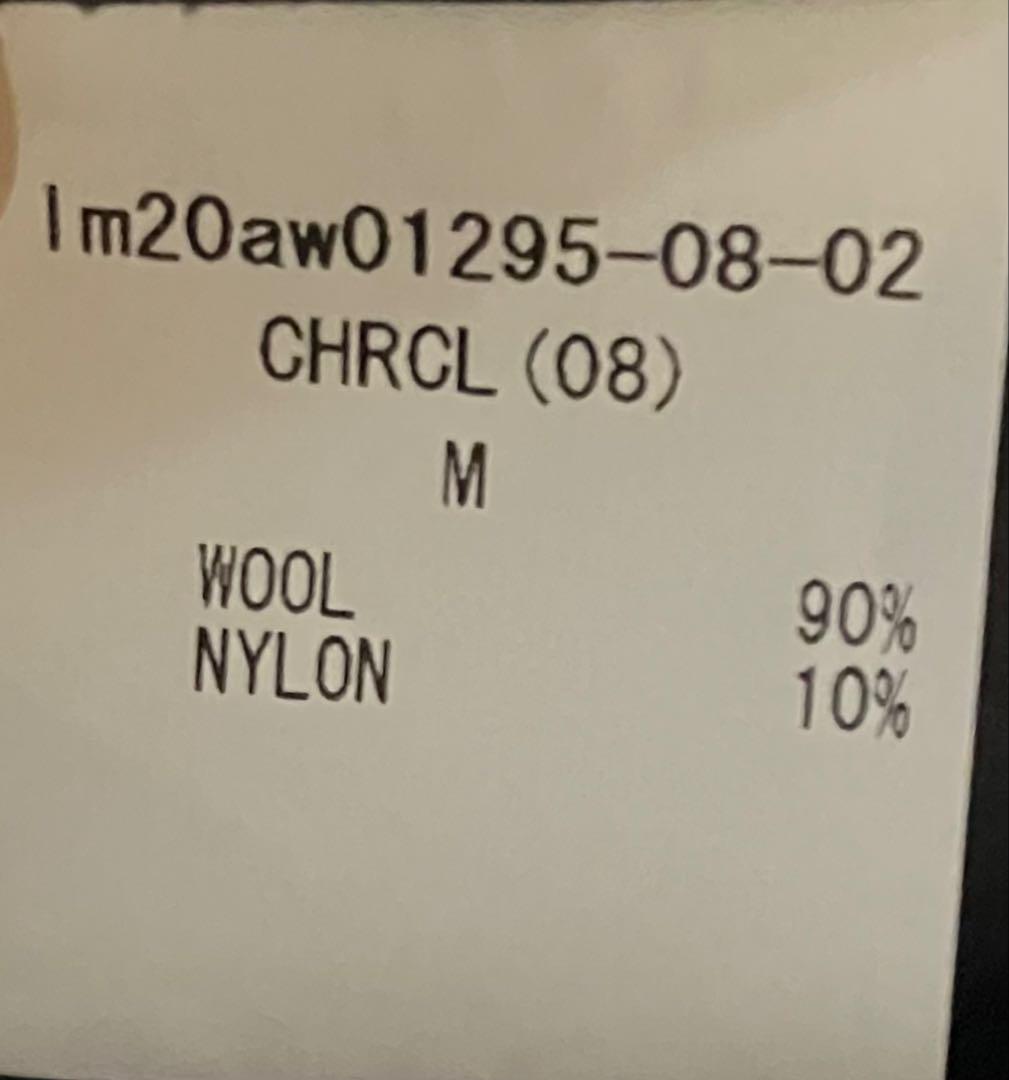 lm20aw01295-08-02
CHRCL (08)
M
WOOL 90%
NYLON 10%